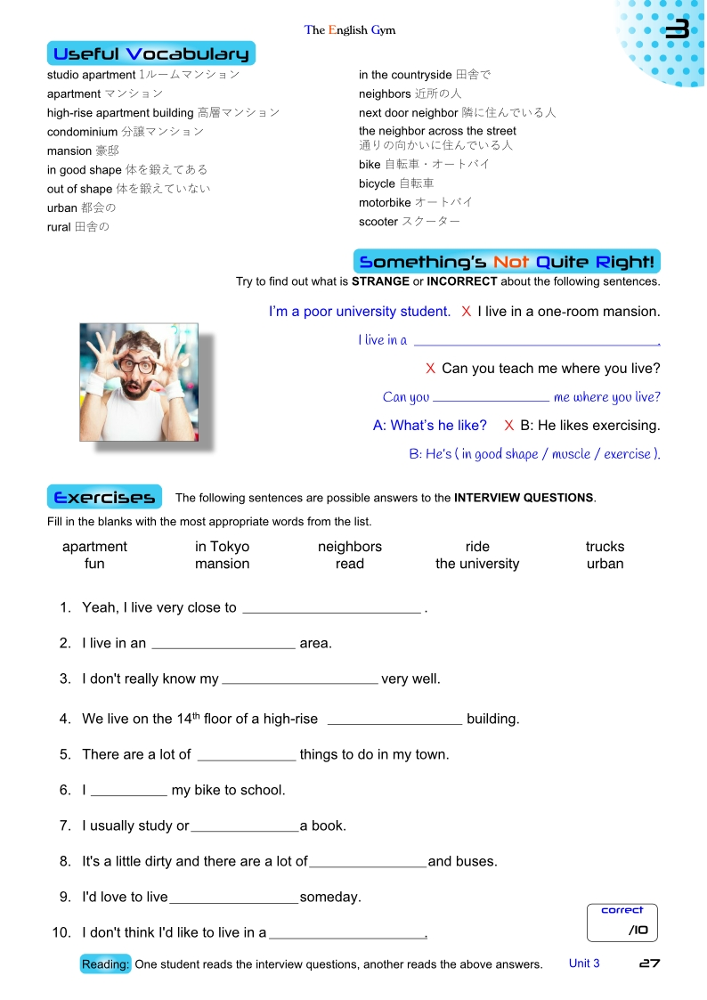 The English Gym
3
Useful Vocabulary
studio apartment 1ルームマンション
apartment マンション
high-rise apartment building 高層マンション
condominium 分譲マンション
mansion 豪邸
in good shape 体を鍛えてある
out of shape 体を鍛えていない
urban 都会の
rural 田舎の
in the countryside 田舎で
neighbors 近所の人
next door neighbor 隣に住んでいる人
the neighbor across the street
通りの向かいに住んでいる人
bike 自転車・オートバイ
bicycle 自転車
motorbike オートバイ
scooter スクーター
Something's Not Quite Right!
Try to find out what is STRANGE or INCORRECT about the following sentences.
I'm a poor university student. X I live in a one-room mansion.
I live in a ______________________________.
X Can you teach me where you live?
Can you ______________ me where you live?
A: What's he like? X B: He likes exercising.
B: He's ( in good shape / muscle / exercise ).
Exercises The following sentences are possible answers to the INTERVIEW QUESTIONS.
Fill in the blanks with the most appropriate words from the list.
apartment in Tokyo neighbors ride trucks
fun mansion read the university urban
1. Yeah, I live very close to ______________________ .
2. I live in an __________________ area.
3. I don't really know my ___________________ very well.
4. We live on the 14th floor of a high-rise _________________ building.
5. There are a lot of ____________ things to do in my town.
6. I __________ my bike to school.
7. I usually study or _____________ a book.
8. It's a little dirty and there are a lot of ______________ and buses.
9. I'd love to live ________________ someday.
10. I don't think I'd like to live in a ____________________.
correct
/10
Reading: One student reads the interview questions, another reads the above answers.
Unit 3 27